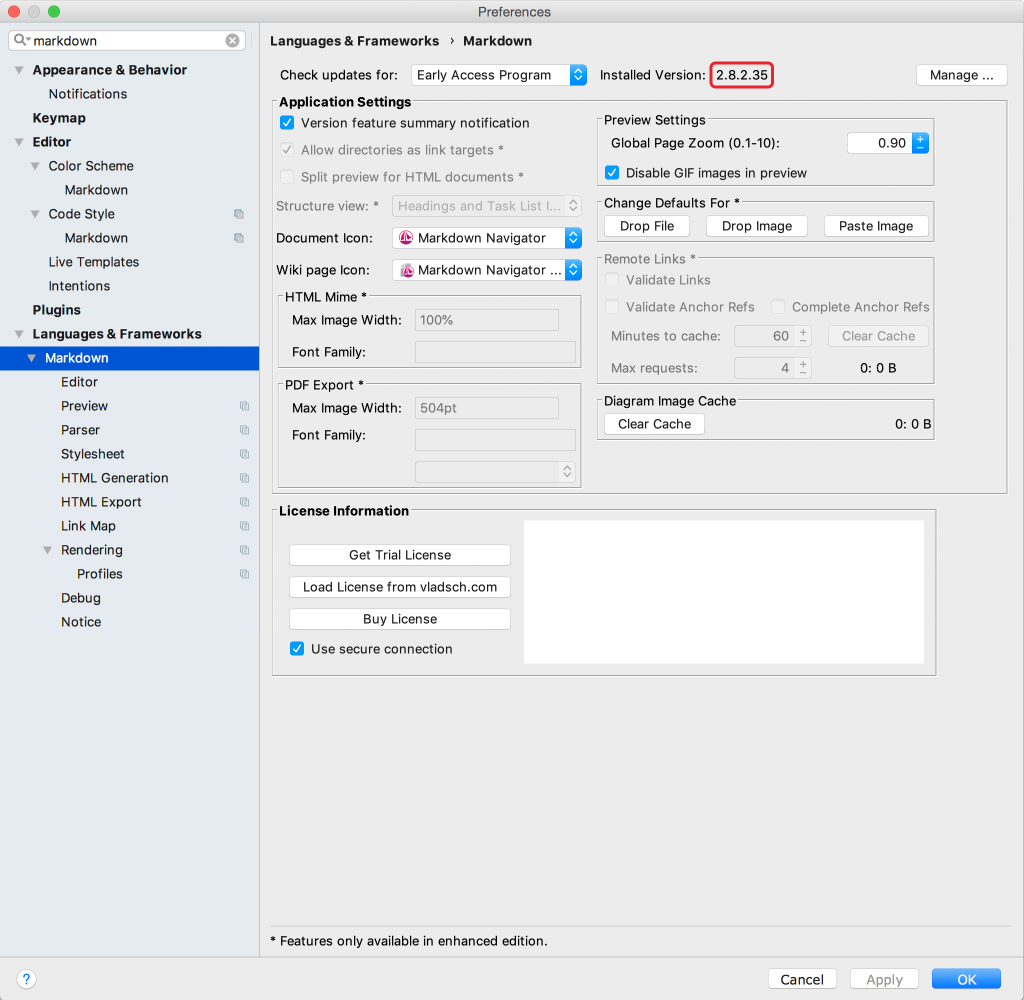 Preferences
markdown
Appearance & Behavior
Notifications
Keymap
Editor
Color Scheme
Markdown
Code Style
Markdown
Live Templates
Intentions
Plugins
Languages & Frameworks
Markdown
Editor
Preview
Parser
Stylesheet
HTML Generation
HTML Export
Link Map
Rendering
Profiles
Debug
Notice
Languages & Frameworks › Markdown
Check updates for: Early Access Program Installed Version: 2.8.2.35 Manage ...
Application Settings
Version feature summary notification
Allow directories as link targets *
Split preview for HTML documents *
Structure view: * Headings and Task List I...
Document Icon: Markdown Navigator
Wiki page Icon: Markdown Navigator ...
HTML Mime *
Max Image Width: 100%
Font Family:
PDF Export *
Max Image Width: 504pt
Font Family:
Preview Settings
Global Page Zoom (0.1-10): 0.90
Disable GIF images in preview
Change Defaults For *
Drop File Drop Image Paste Image
Remote Links *
Validate Links
Validate Anchor Refs Complete Anchor Refs
Minutes to cache: 60 Clear Cache
Max requests: 4 0: 0 B
Diagram Image Cache
Clear Cache 0: 0 B
License Information
Get Trial License
Load License from vladsch.com
Buy License
Use secure connection
* Features only available in enhanced edition.
? Cancel Apply OK